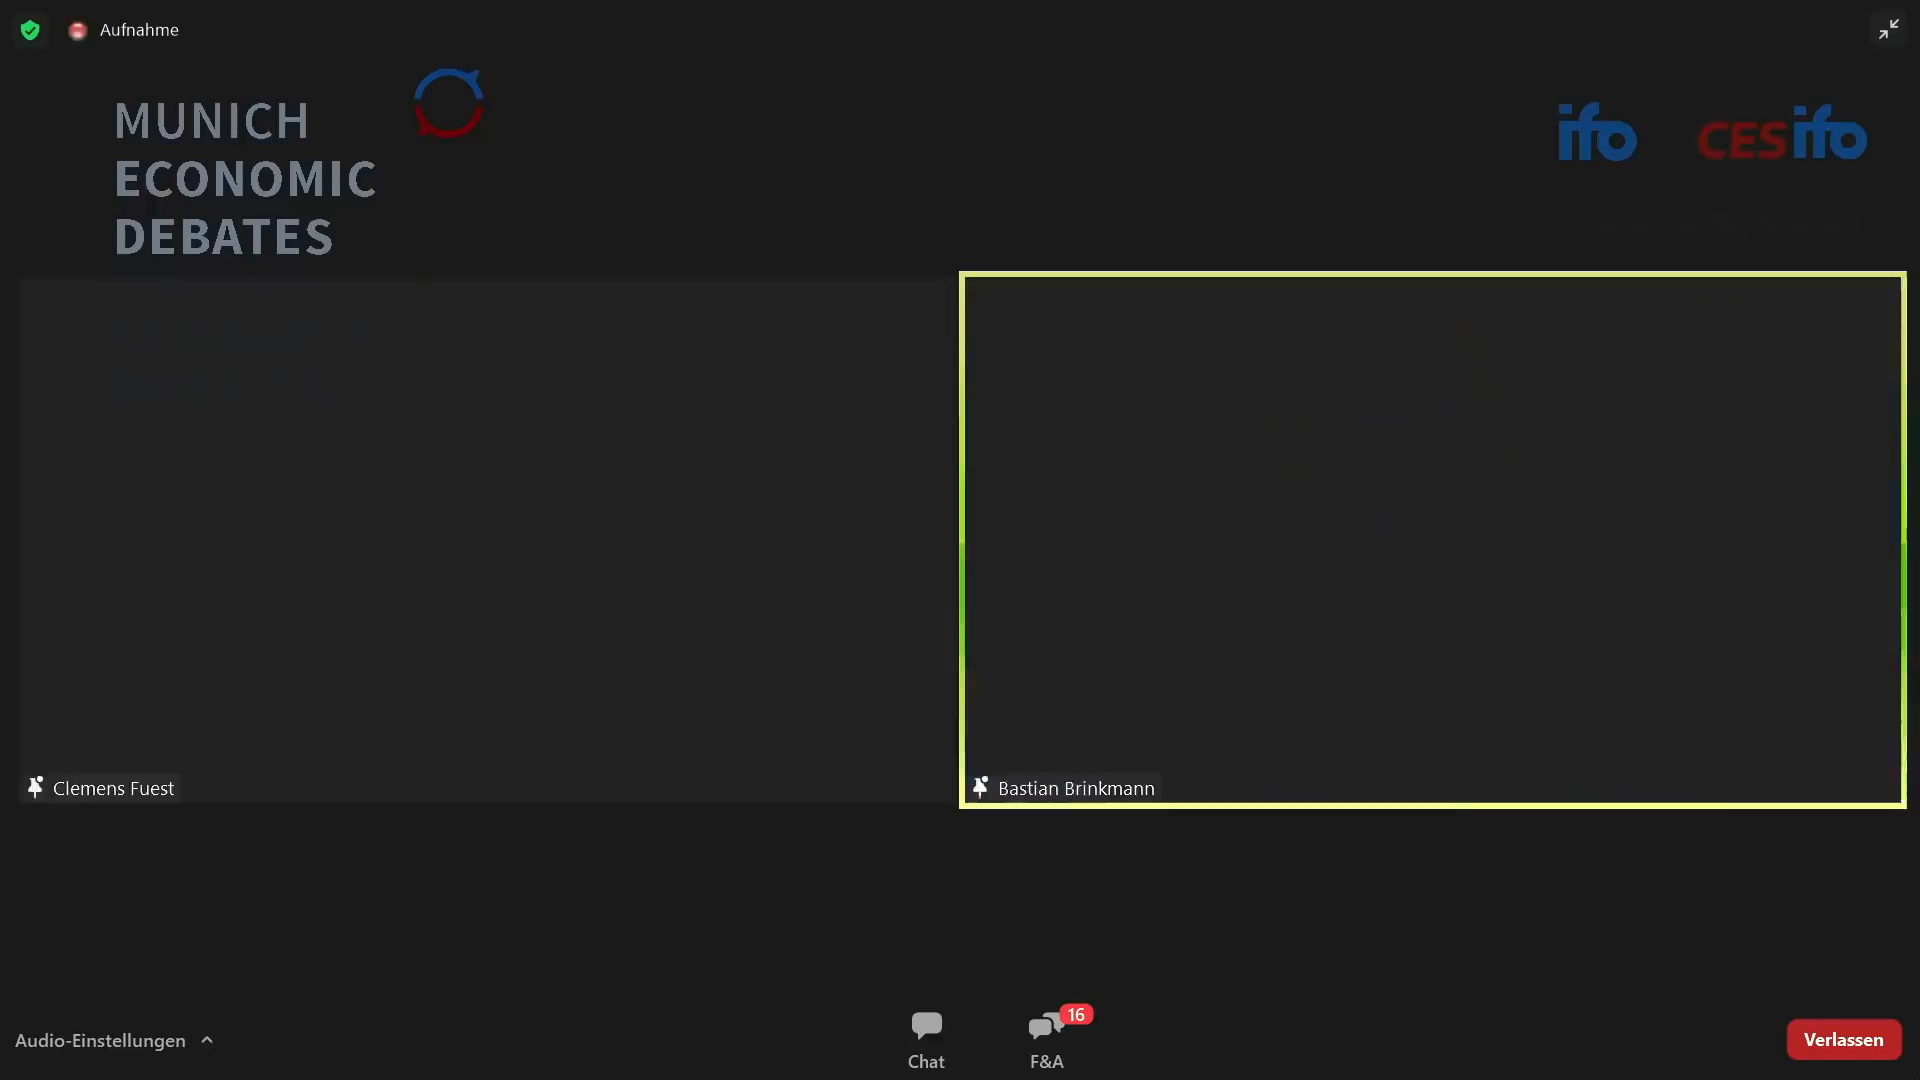 Aufnahme
MUNICH
ECONOMIC
DEBATES
ifo
CESifo
Clemens Fuest
Bastian Brinkmann
Audio-Einstellungen
Chat
16
F&A
Verlassen